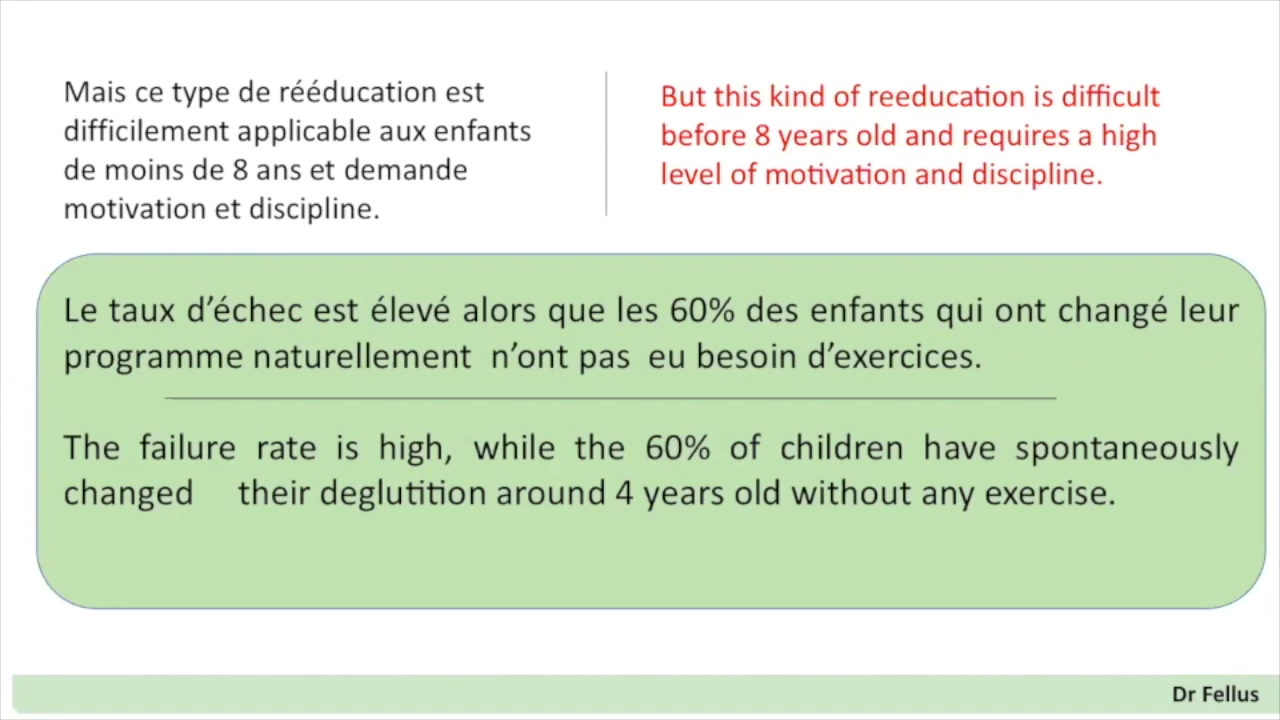 Mais ce type de rééducation est
difficilement applicable aux enfants
de moins de 8 ans et demande
motivation et discipline.
But this kind of reeducation is difficult
before 8 years old and requires a high
level of motivation and discipline.
Le taux d’échec est élevé alors que les 60% des enfants qui ont changé leur
programme naturellement n’ont pas eu besoin d’exercices.
The failure rate is high, while the 60% of children have spontaneously
changed their deglutition around 4 years old without any exercise.
Dr Fellus